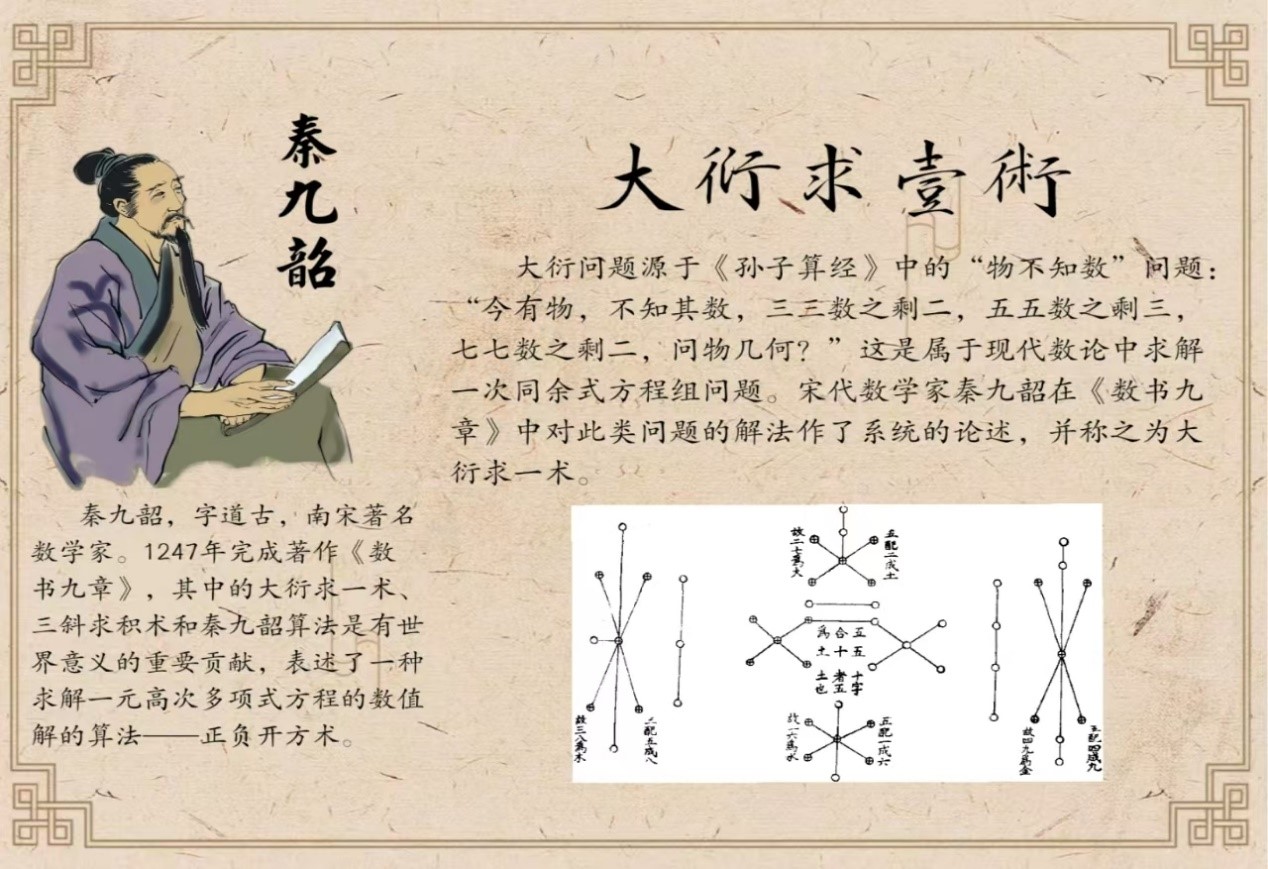 秦九韶
大衍求壹術
大衍问题源于《孙子算经》中的“物不知数”问题：
“今有物，不知其数，三三数之剩二，五五数之剩三，
七七数之剩二，问物几何？”这是属于现代数论中求解
一次同余式方程组问题。宋代数学家秦九韶在《数书九
章》中对此类问题的解法作了系统的论述，并称之为大
衍求一术。
秦九韶，字道古，南宋著名
数学家。1247年完成著作《数
书九章》，其中的大衍求一术、
三斜求积术和秦九韶算法是有世
界意义的重要贡献，表述了一种
求解一元高次多项式方程的数值
解的算法——正负开方术。
五配二成土
故二七為火
五五
合十
為土
十字
者五
土也
三配五成八
故三八為木
五配一成六
故一六為水
五配四成九
故四九為金